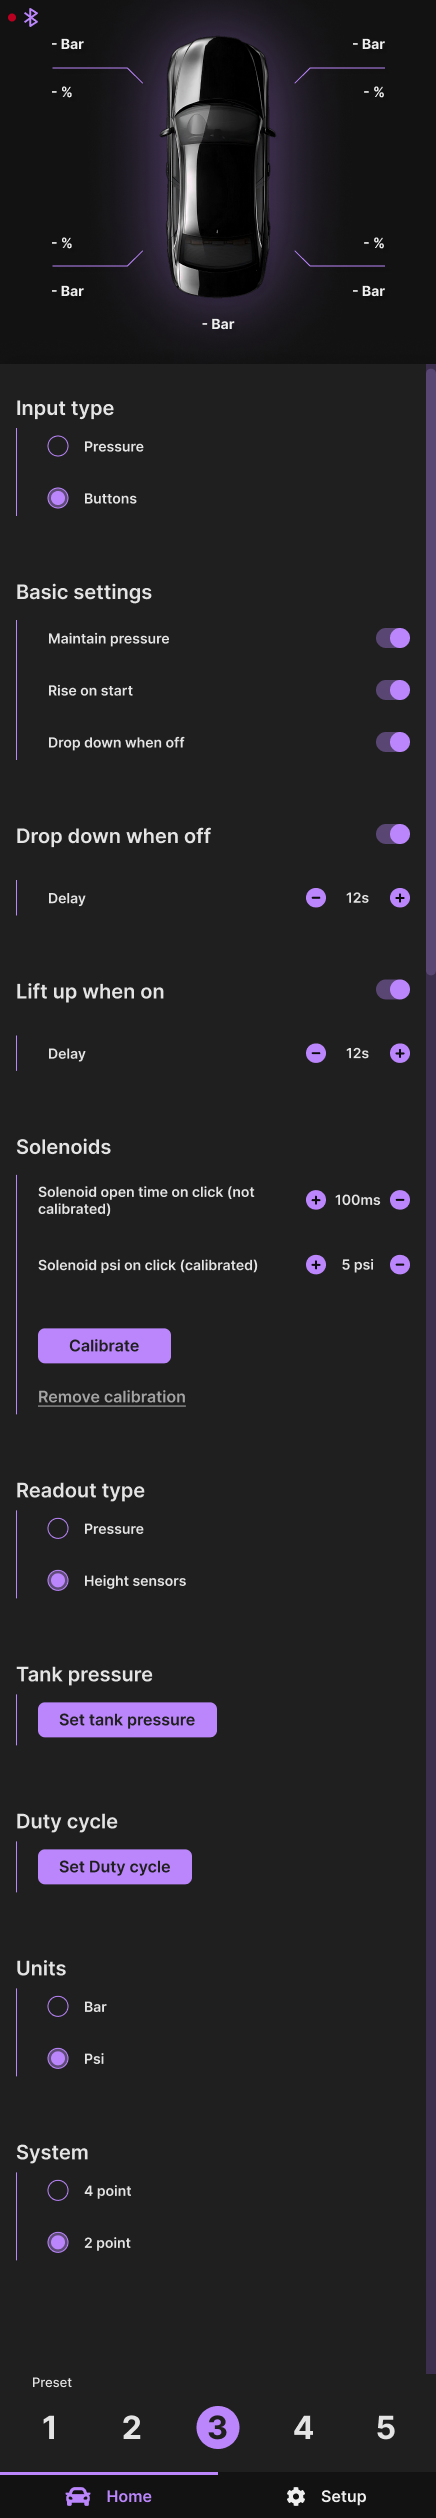 - Bar - Bar
- % - %
- % - %
- Bar - Bar
- Bar
Input type
Pressure
Buttons
Basic settings
Maintain pressure
Rise on start
Drop down when off
Drop down when off
Delay 12s
Lift up when on
Delay 12s
Solenoids
Solenoid open time on click (not
calibrated) 100ms
Solenoid psi on click (calibrated) 5 psi
Calibrate
Remove calibration
Readout type
Pressure
Height sensors
Tank pressure
Set tank pressure
Duty cycle
Set Duty cycle
Units
Bar
Psi
System
4 point
2 point
Preset
1 2 3 4 5
Home Setup